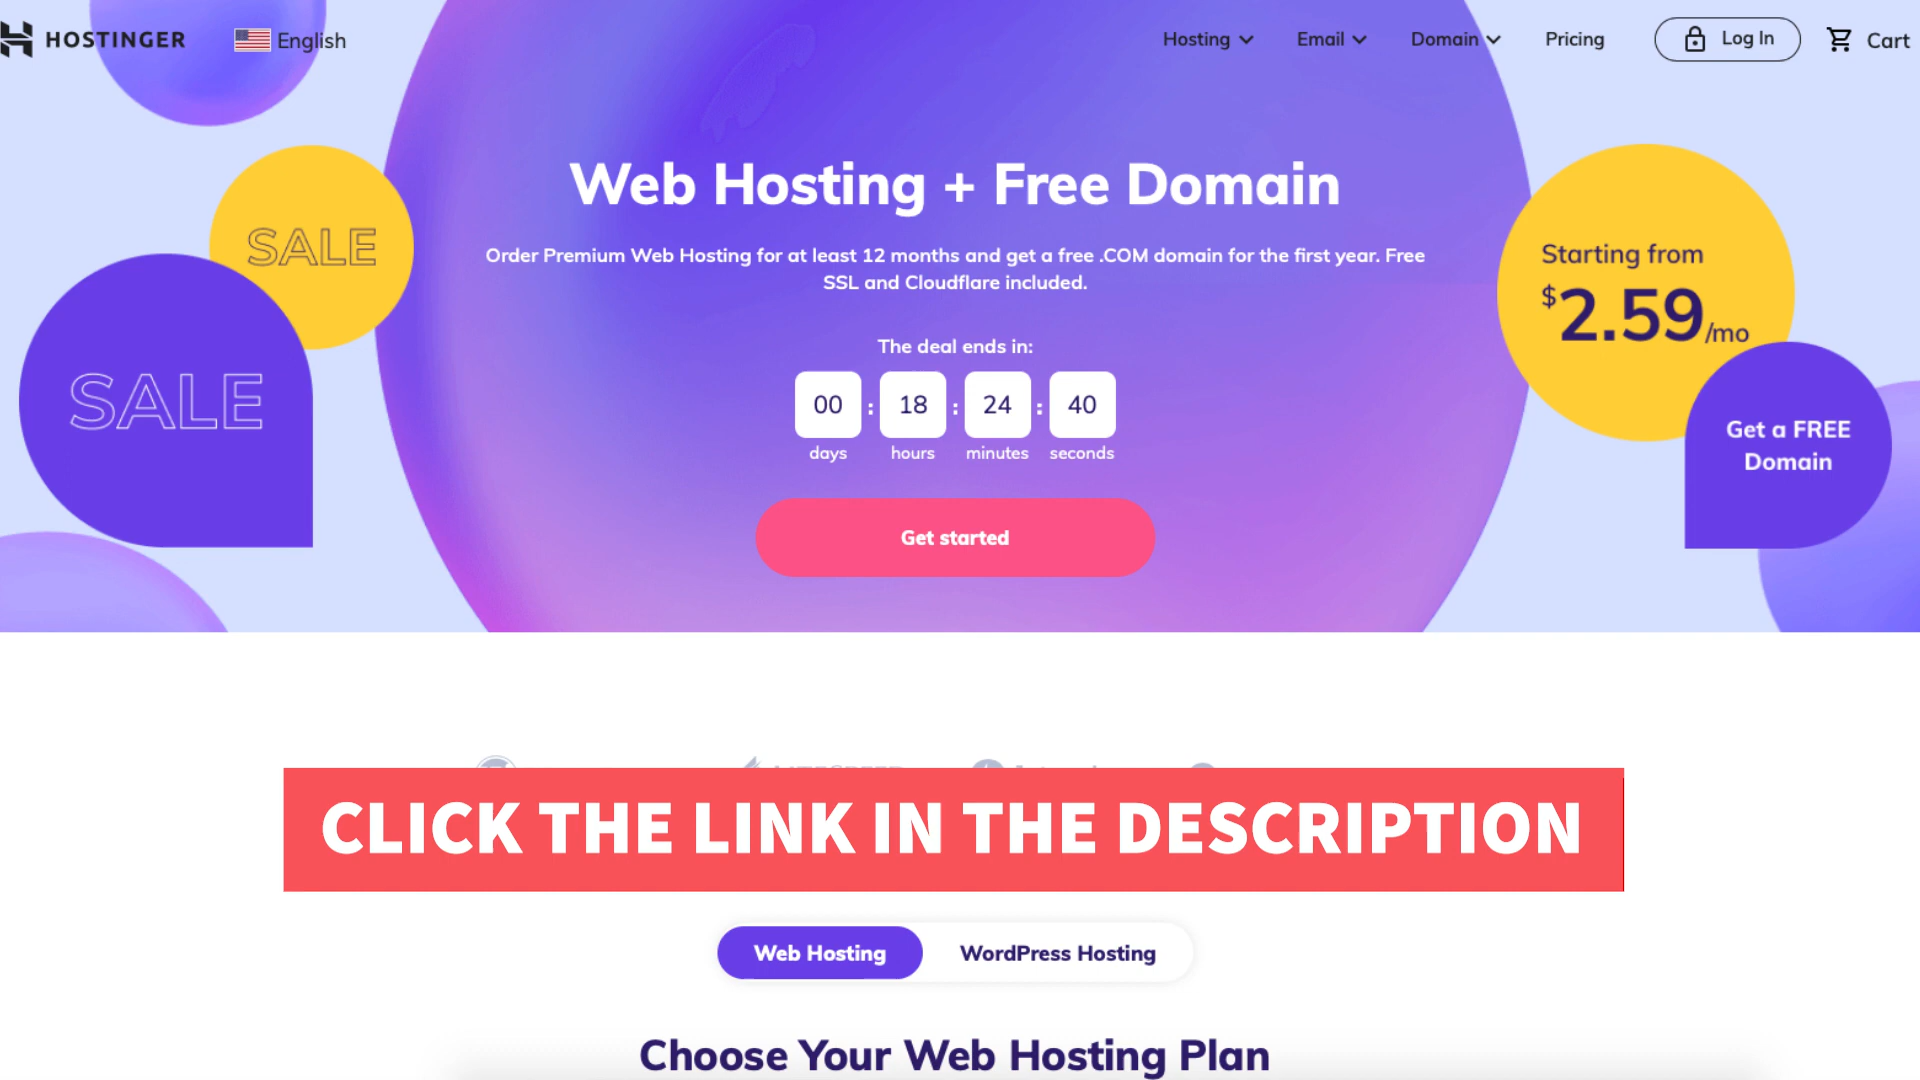 HOSTINGER
English
Hosting
Email
Domain
Pricing
Log In
Cart
Web Hosting + Free Domain
Order Premium Web Hosting for at least 12 months and get a free .COM domain for the first year. Free
SSL and Cloudflare included.
SALE
SALE
Starting from
$2.59/mo
Get a FREE
Domain
The deal ends in:
00 : 18 : 24 : 40
days hours minutes seconds
Get started
CLICK THE LINK IN THE DESCRIPTION
Web Hosting
WordPress Hosting
Choose Your Web Hosting Plan